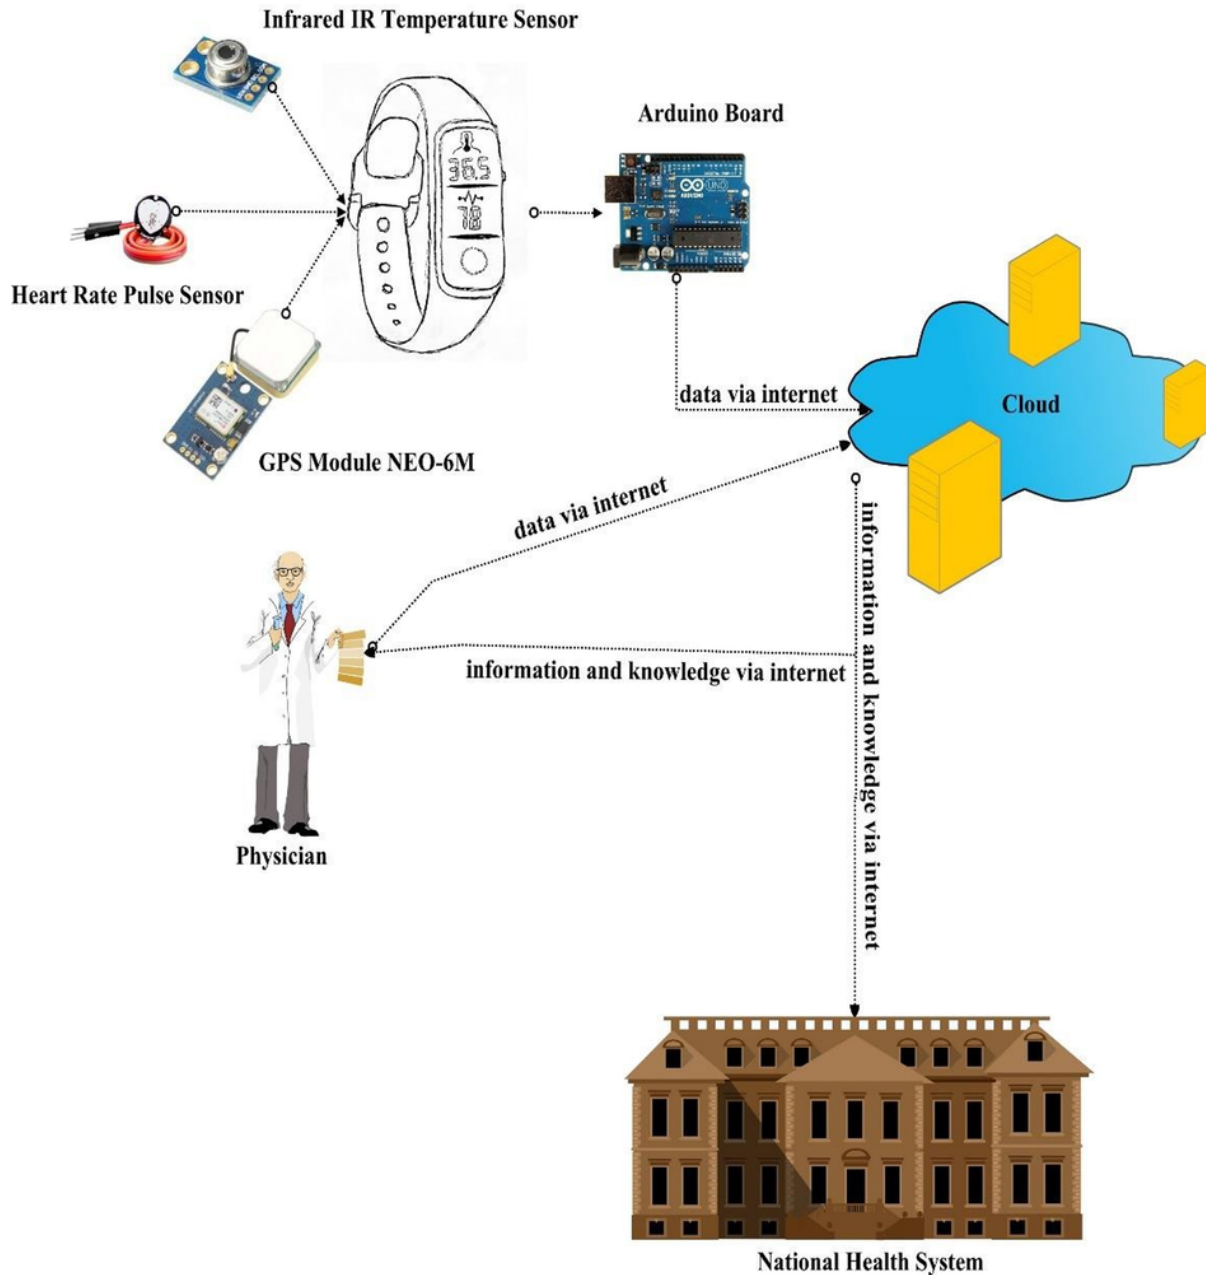 Infrared IR Temperature Sensor
Arduino Board
36.5
78
UNO
ARDUINO
Heart Rate Pulse Sensor
data via internet
Cloud
GPS Module NEO-6M
data via internet
information and knowledge via internet
information and knowledge via internet
Physician
National Health System